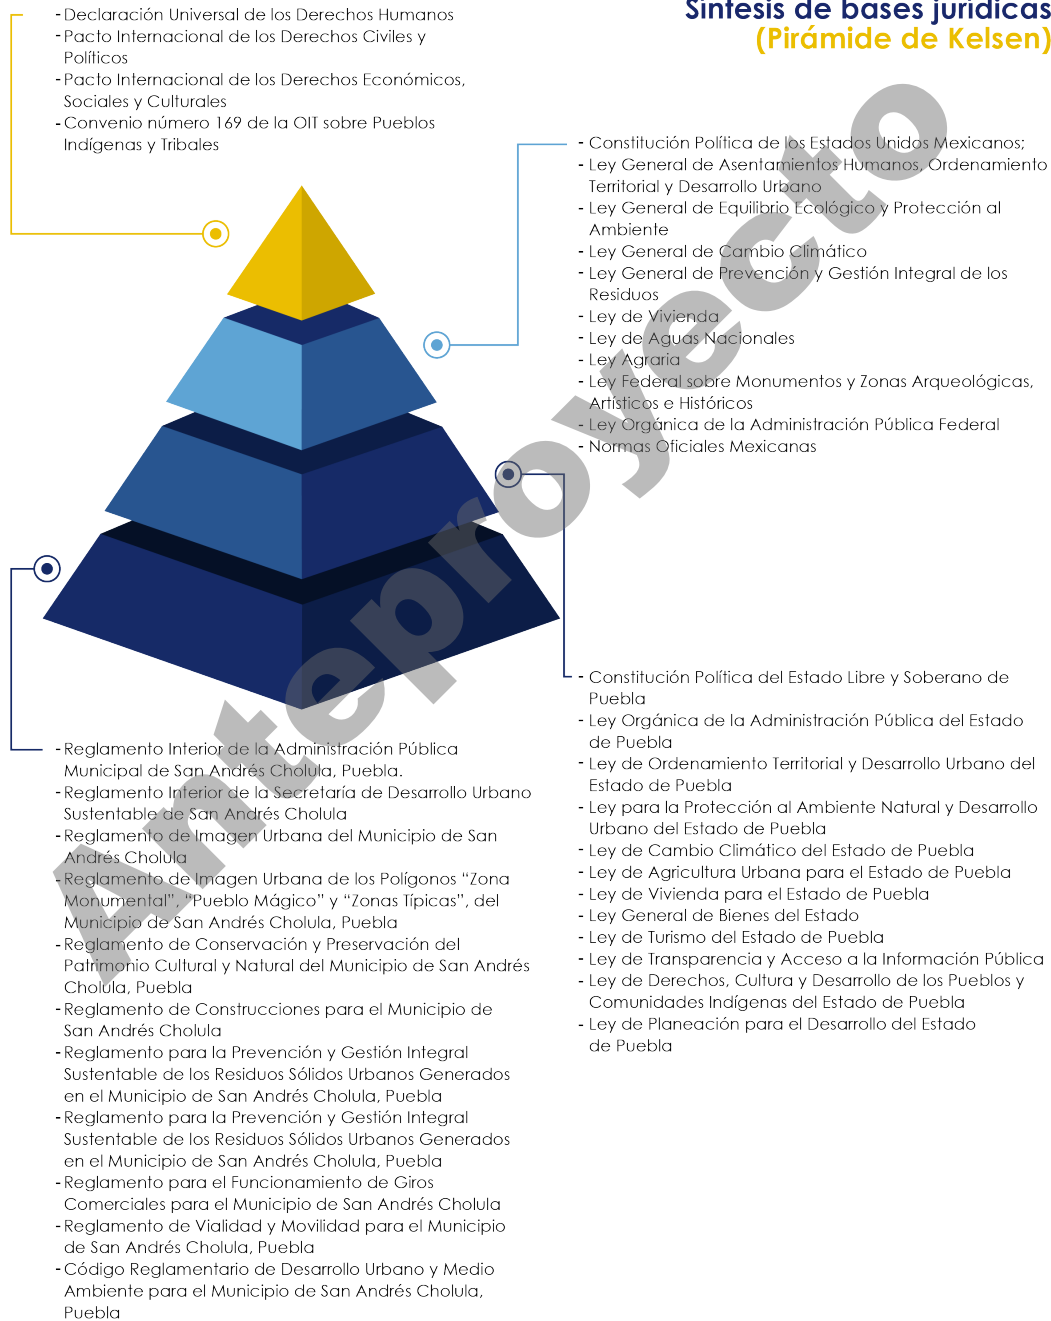 Síntesis de bases jurídicas
(Pirámide de Kelsen)
-Declaración Universal de los Derechos Humanos
-Pacto Internacional de los Derechos Civiles y
Políticos
-Pacto Internacional de los Derechos Económicos,
Sociales y Culturales
-Convenio número 169 de la OIT sobre Pueblos
Indígenas y Tribales
- Constitución Política de los Estados Unidos Mexicanos;
- Ley General de Asentamientos Humanos, Ordenamiento
Territorial y Desarrollo Urbano
- Ley General de Equilibrio Ecológico y Protección al
Ambiente
- Ley General de Cambio Climático
- Ley General de Prevención y Gestión Integral de los
Residuos
- Ley de Vivienda
- Ley de Aguas Nacionales
- Ley Agraria
- Ley Federal sobre Monumentos y Zonas Arqueológicas,
Artísticos e Históricos
- Ley Orgánica de la Administración Pública Federal
- Normas Oficiales Mexicanas
- Constitución Política del Estado Libre y Soberano de
Puebla
- Ley Orgánica de la Administración Pública del Estado
de Puebla
- Ley de Ordenamiento Territorial y Desarrollo Urbano del
Estado de Puebla
- Ley para la Protección al Ambiente Natural y Desarrollo
Urbano del Estado de Puebla
- Ley de Cambio Climático del Estado de Puebla
- Ley de Agricultura Urbana para el Estado de Puebla
- Ley de Vivienda para el Estado de Puebla
- Ley General de Bienes del Estado
- Ley de Turismo del Estado de Puebla
- Ley de Transparencia y Acceso a la Información Pública
- Ley de Derechos, Cultura y Desarrollo de los Pueblos y
Comunidades Indígenas del Estado de Puebla
- Ley de Planeación para el Desarrollo del Estado
de Puebla
-Reglamento Interior de la Administración Pública
Municipal de San Andrés Cholula, Puebla.
-Reglamento Interior de la Secretaría de Desarrollo Urbano
Sustentable de San Andrés Cholula
-Reglamento de Imagen Urbana del Municipio de San
Andrés Cholula
-Reglamento de Imagen Urbana de los Polígonos “Zona
Monumental”, “Pueblo Mágico” y “Zonas Típicas”, del
Municipio de San Andrés Cholula, Puebla
-Reglamento de Conservación y Preservación del
Patrimonio Cultural y Natural del Municipio de San Andrés
Cholula, Puebla
-Reglamento de Construcciones para el Municipio de
San Andrés Cholula
-Reglamento para la Prevención y Gestión Integral
Sustentable de los Residuos Sólidos Urbanos Generados
en el Municipio de San Andrés Cholula, Puebla
-Reglamento para la Prevención y Gestión Integral
Sustentable de los Residuos Sólidos Urbanos Generados
en el Municipio de San Andrés Cholula, Puebla
-Reglamento para el Funcionamiento de Giros
Comerciales para el Municipio de San Andrés Cholula
-Reglamento de Vialidad y Movilidad para el Municipio
de San Andrés Cholula, Puebla
-Código Reglamentario de Desarrollo Urbano y Medio
Ambiente para el Municipio de San Andrés Cholula,
Puebla
Anteproyecto